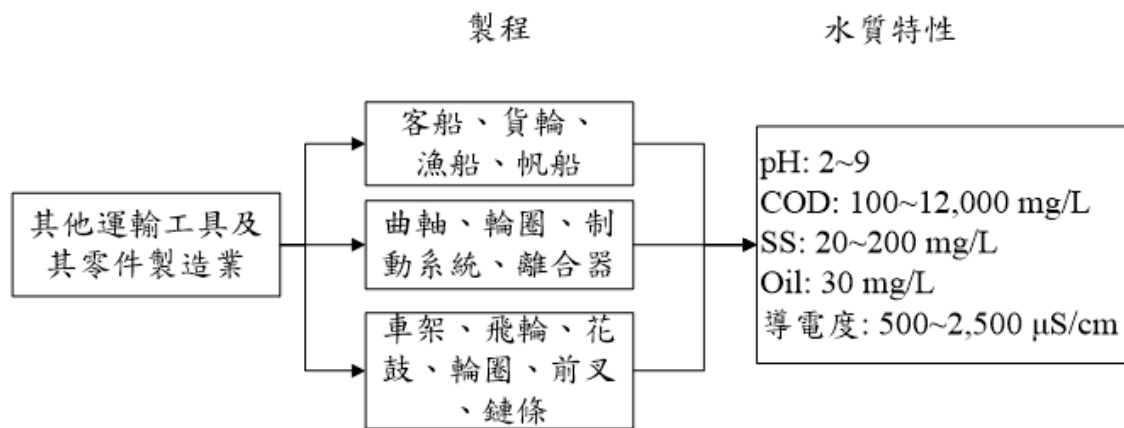 製程
水質特性
其他運輸工具及
其零件製造業
客船、貨輪、
漁船、帆船
曲軸、輪圈、制
動系統、離合器
車架、飛輪、花
鼓、輪圈、前叉
、鏈條
pH: 2~9
COD: 100~12,000 mg/L
SS: 20~200 mg/L
Oil: 30 mg/L
導電度: 500~2,500 μS/cm